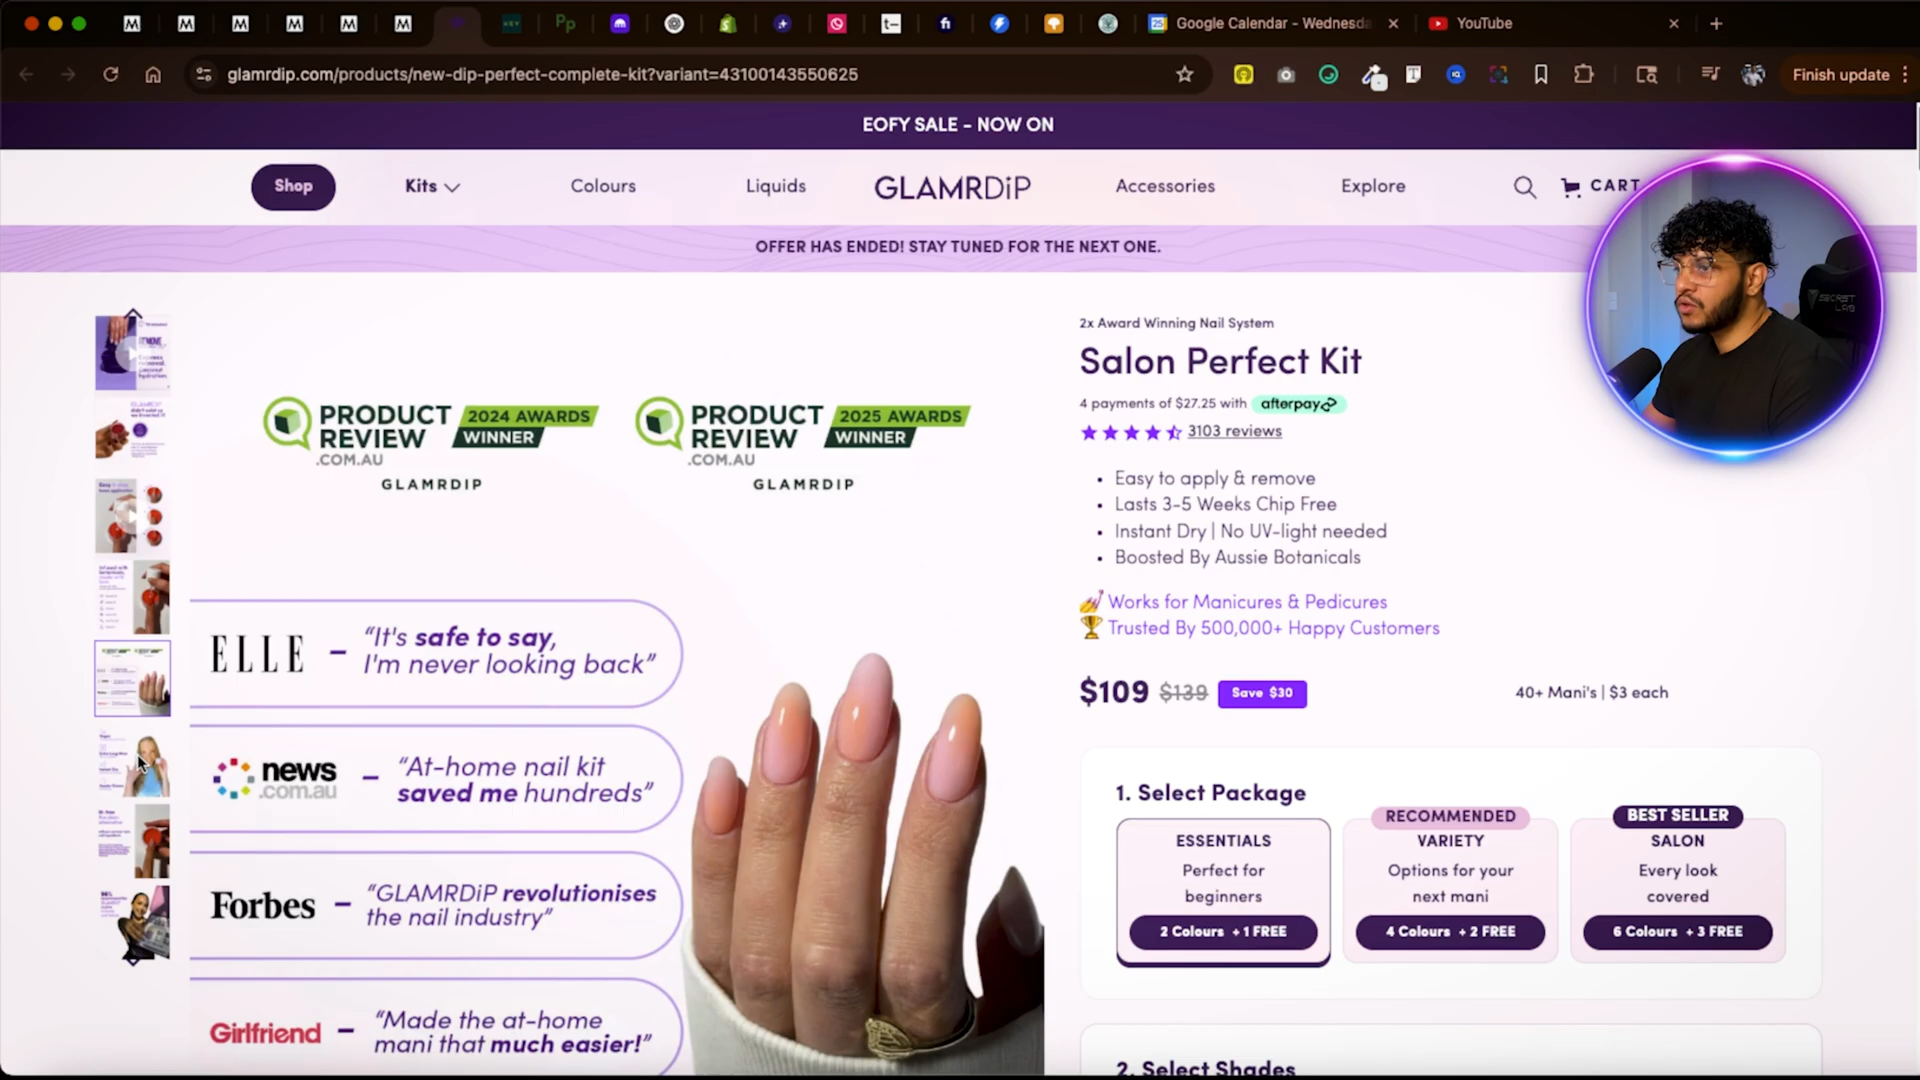 Google Calendar - Wednesda
YouTube
glamrdip.com/products/new-dip-perfect-complete-kit?variant=43100143550625
Finish update
EOFY SALE - NOW ON
Shop
Kits
Colours
Liquids
GLAMRDiP
Accessories
Explore
CART
OFFER HAS ENDED! STAY TUNED FOR THE NEXT ONE.
PRODUCT
REVIEW
.COM.AU
2024 AWARDS
WINNER
GLAMRDIP
PRODUCT
REVIEW
.COM.AU
2025 AWARDS
WINNER
GLAMRDIP
ELLE – “It's safe to say,
I'm never looking back”
news
.com.au
– “At-home nail kit
saved me hundreds”
Forbes – “GLAMRDiP revolutionises
the nail industry”
Girlfriend – “Made the at-home
mani that much easier!”
2x Award Winning Nail System
Salon Perfect Kit
4 payments of $27.25 with afterpay
3103 reviews
• Easy to apply & remove
• Lasts 3-5 Weeks Chip Free
• Instant Dry | No UV-light needed
• Boosted By Aussie Botanicals
💅 Works for Manicures & Pedicures
🏆 Trusted By 500,000+ Happy Customers
$109 $139 Save $30
40+ Mani's | $3 each
1. Select Package
ESSENTIALS
Perfect for
beginners
2 Colours + 1 FREE
RECOMMENDED
VARIETY
Options for your
next mani
4 Colours + 2 FREE
BEST SELLER
SALON
Every look
covered
6 Colours + 3 FREE
2. Select Shades
SECRET
LAB